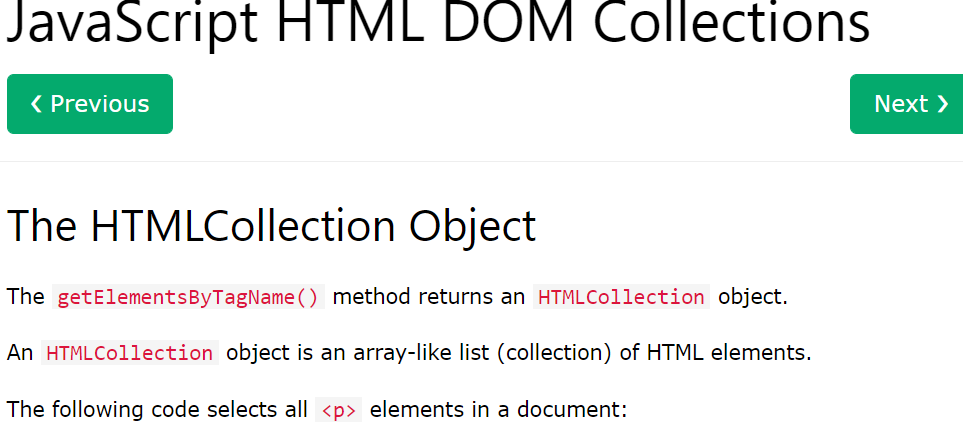 JavaScript HTML DOM Collections
❮ Previous
Next ❯
The HTMLCollection Object
The getElementsByTagName() method returns an HTMLCollection object.
An HTMLCollection object is an array-like list (collection) of HTML elements.
The following code selects all <p> elements in a document: